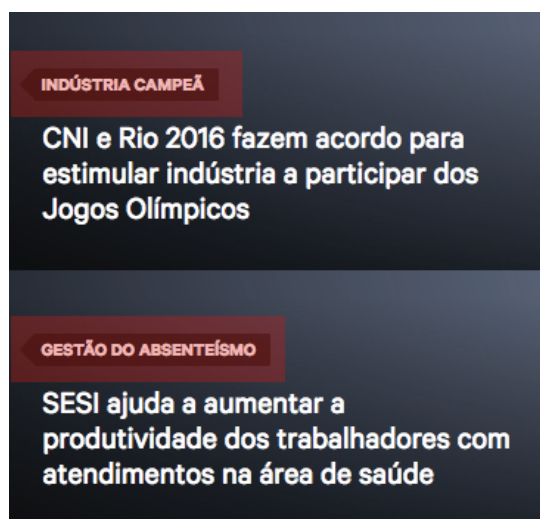 INDÚSTRIA CAMPEÃ
CNI e Rio 2016 fazem acordo para
estimular indústria a participar dos
Jogos Olímpicos
GESTÃO DO ABSENTEÍSMO
SESI ajuda a aumentar a
produtividade dos trabalhadores com
atendimentos na área de saúde